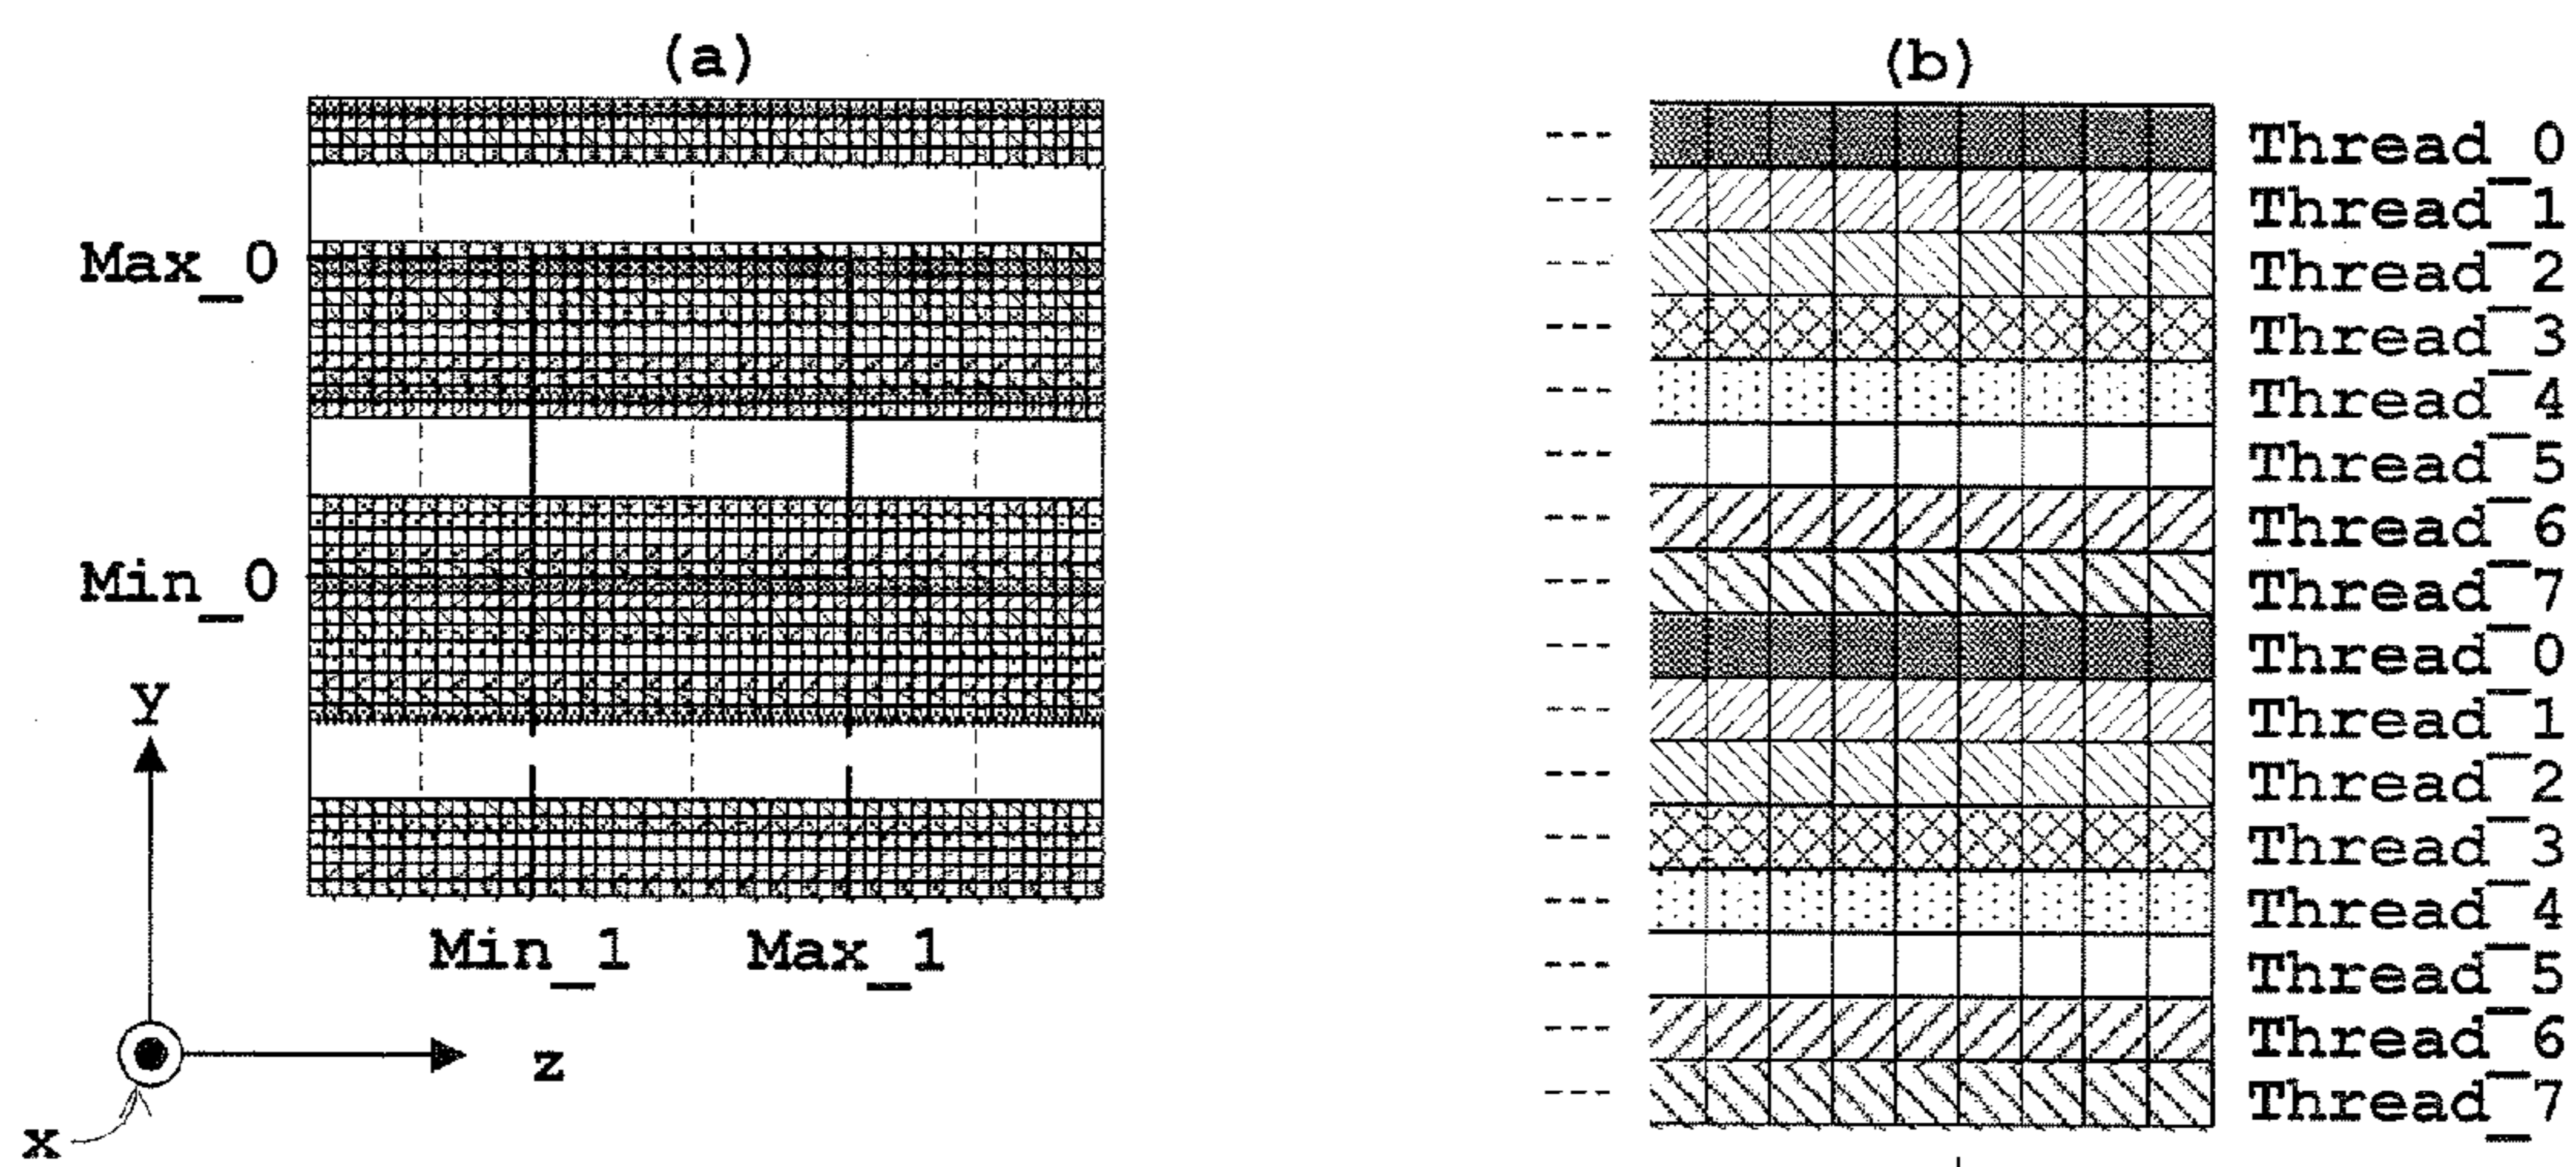 (a)
Max_0
Min_0
Min_1 Max_1
Y
z
x
(b)
Thread_0
Thread_1
Thread_2
Thread_3
Thread_4
Thread_5
Thread_6
Thread_7
Thread_0
Thread_1
Thread_2
Thread_3
Thread_4
Thread_5
Thread_6
Thread_7